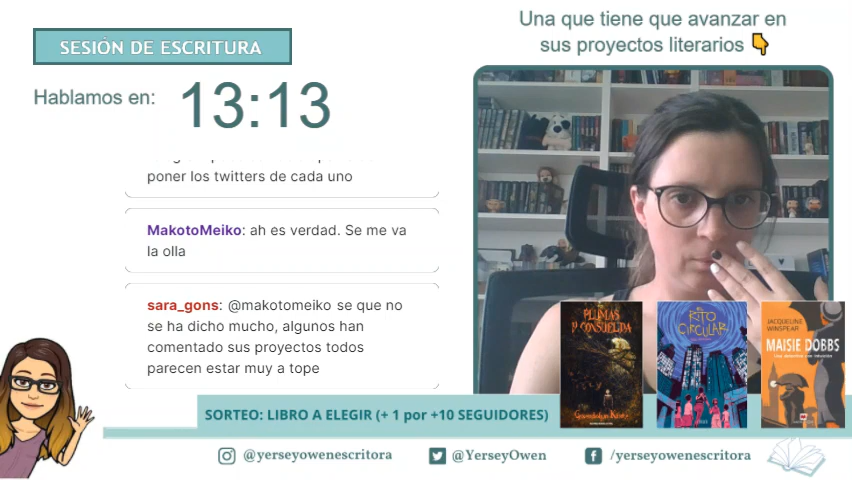 Una que tiene que avanzar en
sus proyectos literarios
SESIÓN DE ESCRITURA
Hablamos en:
13:13
poner los twitters de cada uno
MakotoMeiko: ah es verdad. Se me va
la olla
sara_gons: @makotomeiko se que no
se ha dicho mucho, algunos han
comentado sus proyectos todos
parecen estar muy a tope
PLUMAS
Y CONSUELDA
EL
RITO
CIRCULAR
JACQUELINE
WINSPEAR
MAISIE DOBBS
SORTEO: LIBRO A ELEGIR (+ 1 por +10 SEGUIDORES)
@yerseyowenescritora
@YerseyOwen
/yerseyowenescritora